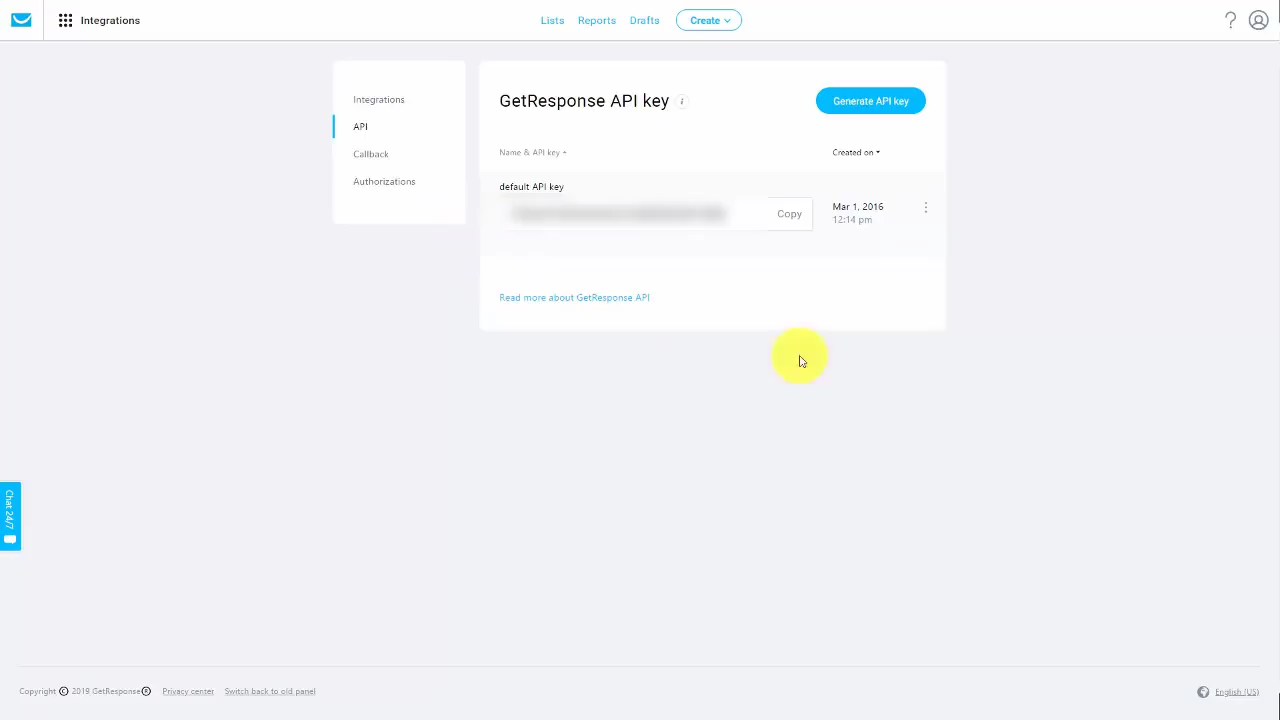 Integrations
Lists Reports Drafts Create
Integrations
API
Callback
Authorizations
GetResponse API key
Generate API key
Name & API key
Created on
default API key
Copy
Mar 1, 2016
12:14 pm
Read more about GetResponse API
Chat 24/7
Copyright © 2019 GetResponse® Privacy center Switch back to old panel
English (US)